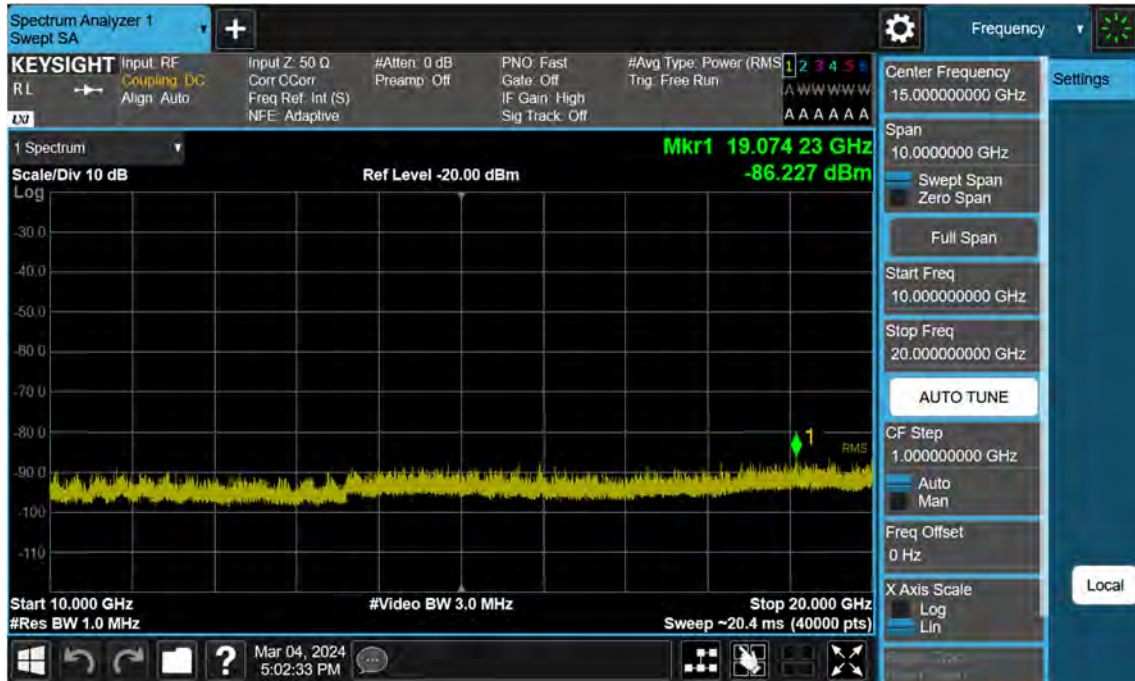 Spectrum Analyzer 1
Swept SA
Frequency
KEYSIGHT
RL
LXI
Input: RF
Coupling: DC
Align: Auto
Input Z: 50 Ω
Corr CCorr
Freq Ref: Int (S)
NFE: Adaptive
#Atten: 0 dB
Preamp: Off
PNO: Fast
Gate: Off
IF Gain: High
Sig Track: Off
#Avg Type: Power (RMS
Trig: Free Run
1 2 3 4 5 6
A W W W W W
A A A A A A
1 Spectrum
Mkr1 19.074 23 GHz
Scale/Div 10 dB
Ref Level -20.00 dBm
-86.227 dBm
Log
-30.0
-40.0
-50.0
-60.0
-70.0
-80.0
-90.0
-100
-110
1
RMS
Start 10.000 GHz
#Video BW 3.0 MHz
Stop 20.000 GHz
#Res BW 1.0 MHz
Sweep ~20.4 ms (40000 pts)
?
Mar 04, 2024
5:02:33 PM
Center Frequency
15.000000000 GHz
Span
10.0000000 GHz
Swept Span
Zero Span
Full Span
Start Freq
10.000000000 GHz
Stop Freq
20.000000000 GHz
AUTO TUNE
CF Step
1.000000000 GHz
Auto
Man
Freq Offset
0 Hz
X Axis Scale
Log
Lin
Settings
Local